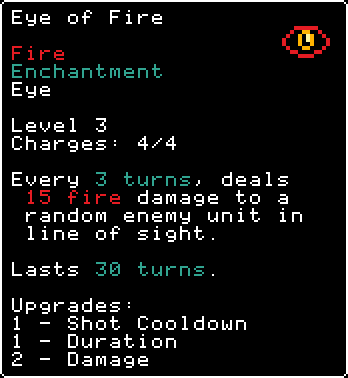 Eye of Fire
Fire
Enchantment
Eye
Level 3
Charges: 4/4
Every 3 turns, deals
15 fire damage to a
random enemy unit in
line of sight.
Lasts 30 turns.
Upgrades:
1 - Shot Cooldown
1 - Duration
2 - Damage